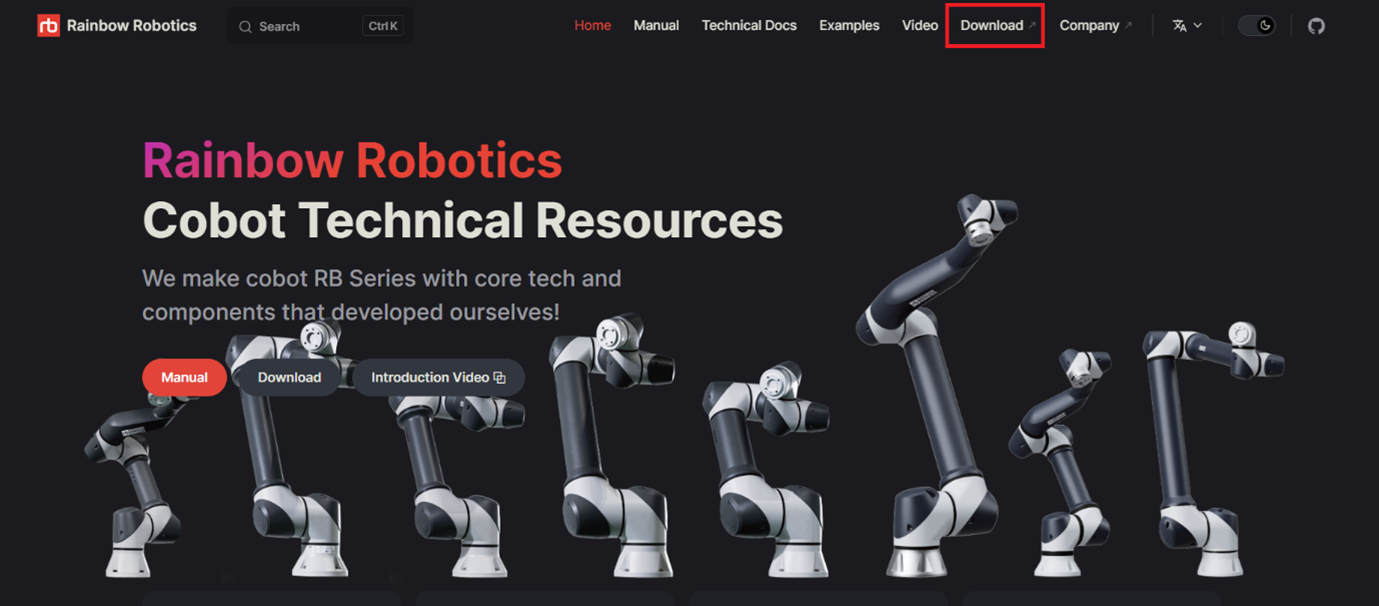 Rainbow Robotics Search Ctrl K Home Manual Technical Docs Examples Video Download Company
Rainbow Robotics
Cobot Technical Resources
We make cobot RB Series with core tech and
components that developed ourselves!
Manual Download Introduction Video